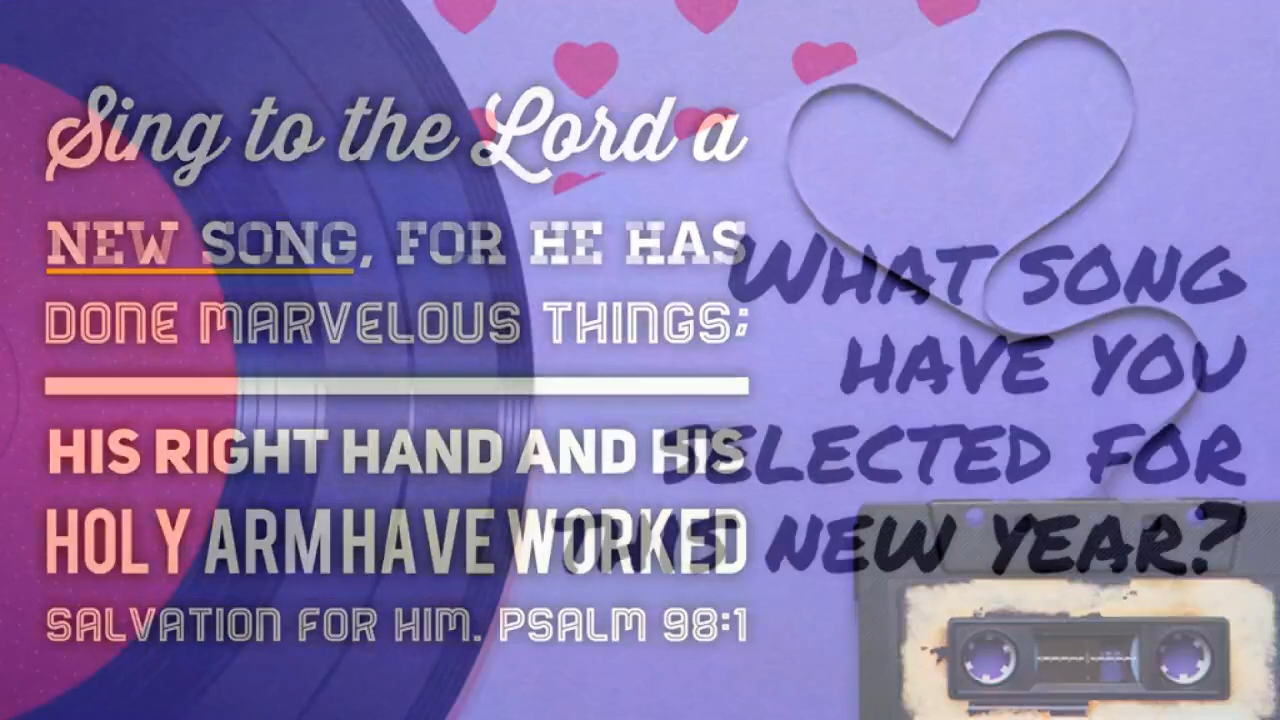 Sing to the Lord a
NEW SONG, FOR HE HAS
DONE MARVELOUS THINGS;
HIS RIGHT HAND AND HIS
HOLY ARM HAVE WORKED
SALVATION FOR HIM. PSALM 98:1
WHAT SONG
HAVE YOU
SELECTED FOR
THIS NEW YEAR?